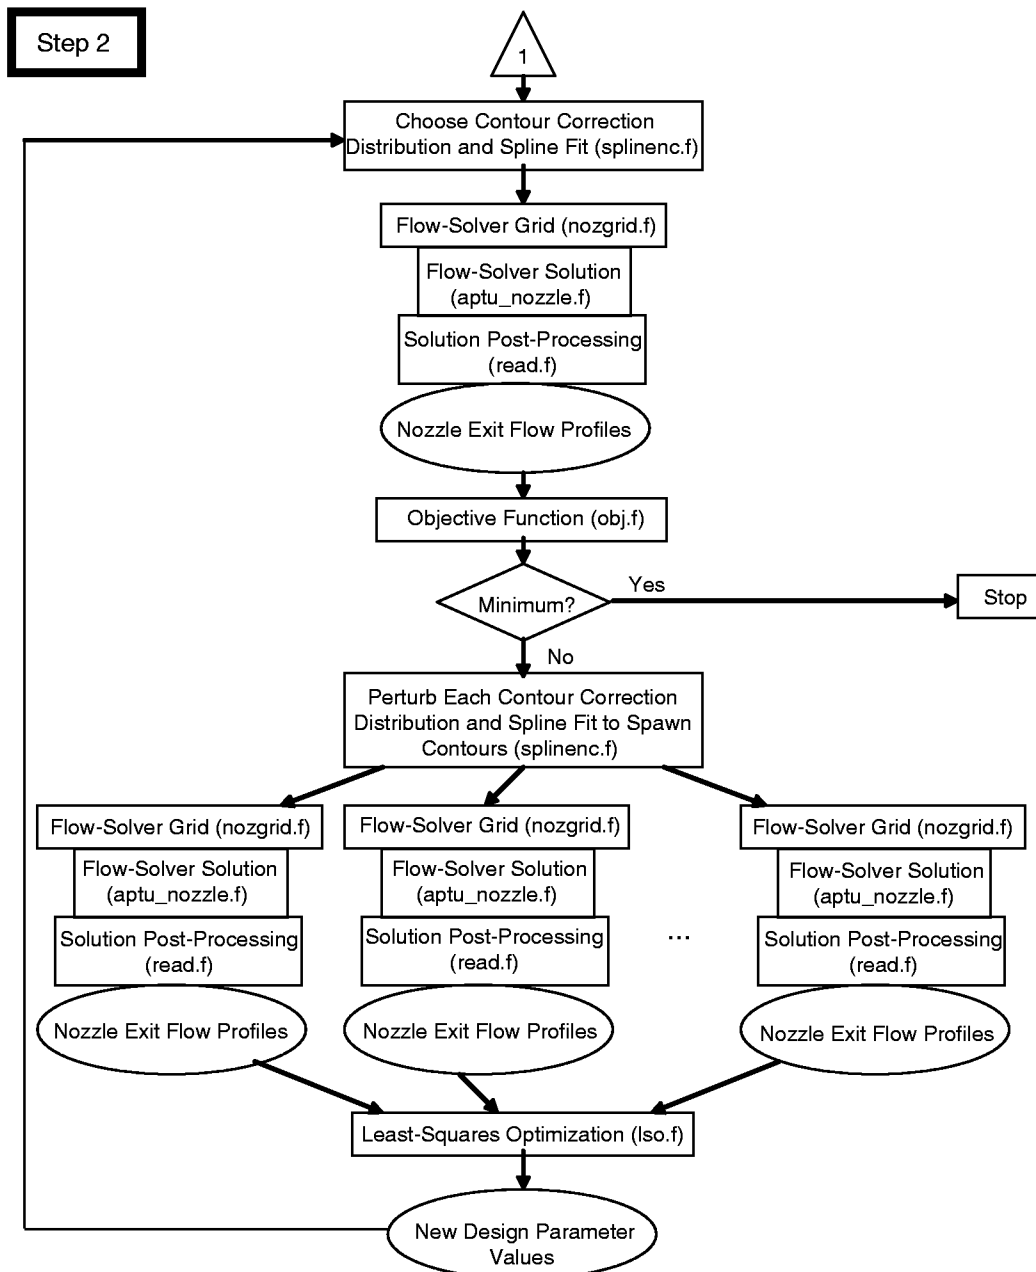 Step 2
1
Choose Contour Correction
Distribution and Spline Fit (splinenc.f)
Flow-Solver Grid (nozgrid.f)
Flow-Solver Solution
(aptu_nozzle.f)
Solution Post-Processing
(read.f)
Nozzle Exit Flow Profiles
Objective Function (obj.f)
Minimum?
Yes
Stop
No
Perturb Each Contour Correction
Distribution and Spline Fit to Spawn
Contours (splinenc.f)
Flow-Solver Grid (nozgrid.f)
Flow-Solver Solution
(aptu_nozzle.f)
Solution Post-Processing
(read.f)
Nozzle Exit Flow Profiles
Flow-Solver Grid (nozgrid.f)
Flow-Solver Solution
(aptu_nozzle.f)
Solution Post-Processing
(read.f)
Nozzle Exit Flow Profiles
...
Flow-Solver Grid (nozgrid.f)
Flow-Solver Solution
(aptu_nozzle.f)
Solution Post-Processing
(read.f)
Nozzle Exit Flow Profiles
Least-Squares Optimization (lso.f)
New Design Parameter
Values